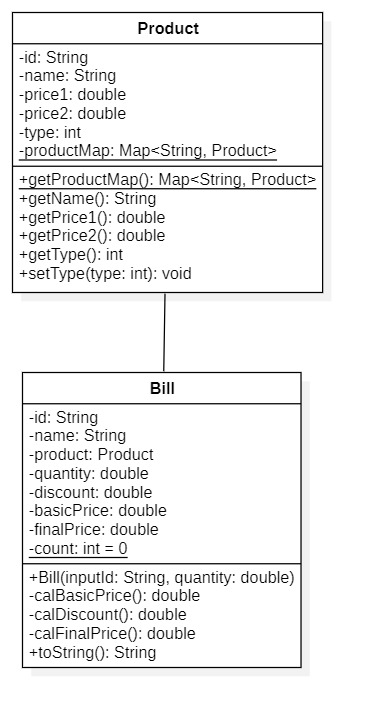 Product
-id: String
-name: String
-price1: double
-price2: double
-type: int
-productMap: Map<String, Product>
+getProductMap(): Map<String, Product>
+getName(): String
+getPrice1(): double
+getPrice2(): double
+getType(): int
+setType(type: int): void
Bill
-id: String
-name: String
-product: Product
-quantity: double
-discount: double
-basicPrice: double
-finalPrice: double
-count: int = 0
+Bill(inputId: String, quantity: double)
-calBasicPrice(): double
-calDiscount(): double
-calFinalPrice(): double
+toString(): String